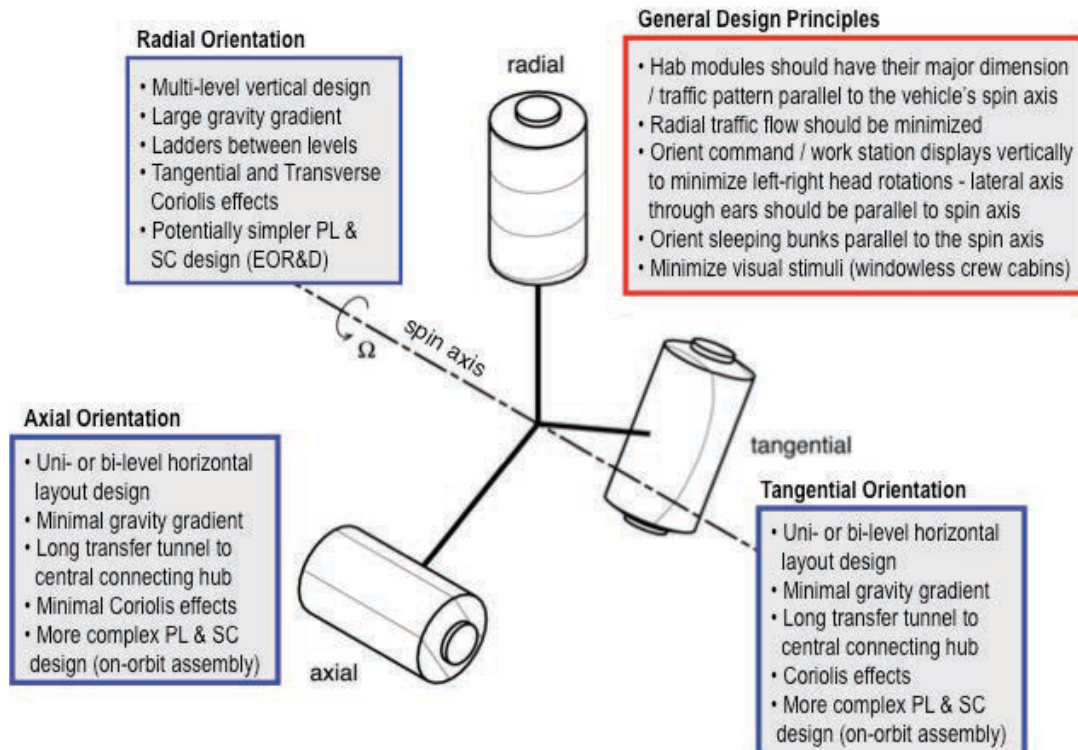 Radial Orientation
• Multi-level vertical design
• Large gravity gradient
• Ladders between levels
• Tangential and Transverse
Coriolis effects
• Potentially simpler PL &
SC design (EOR&D)
radial
General Design Principles
• Hab modules should have their major dimension
/ traffic pattern parallel to the vehicle's spin axis
• Radial traffic flow should be minimized
• Orient command / work station displays vertically
to minimize left-right head rotations - lateral axis
through ears should be parallel to spin axis
• Orient sleeping bunks parallel to the spin axis
• Minimize visual stimuli (windowless crew cabins)
Ω
spin axis
Axial Orientation
• Uni- or bi-level horizontal
layout design
• Minimal gravity gradient
• Long transfer tunnel to
central connecting hub
• Minimal Coriolis effects
• More complex PL & SC
design (on-orbit assembly)
axial
tangential
Tangential Orientation
• Uni- or bi-level horizontal
layout design
• Minimal gravity gradient
• Long transfer tunnel to
central connecting hub
• Coriolis effects
• More complex PL & SC
design (on-orbit assembly)